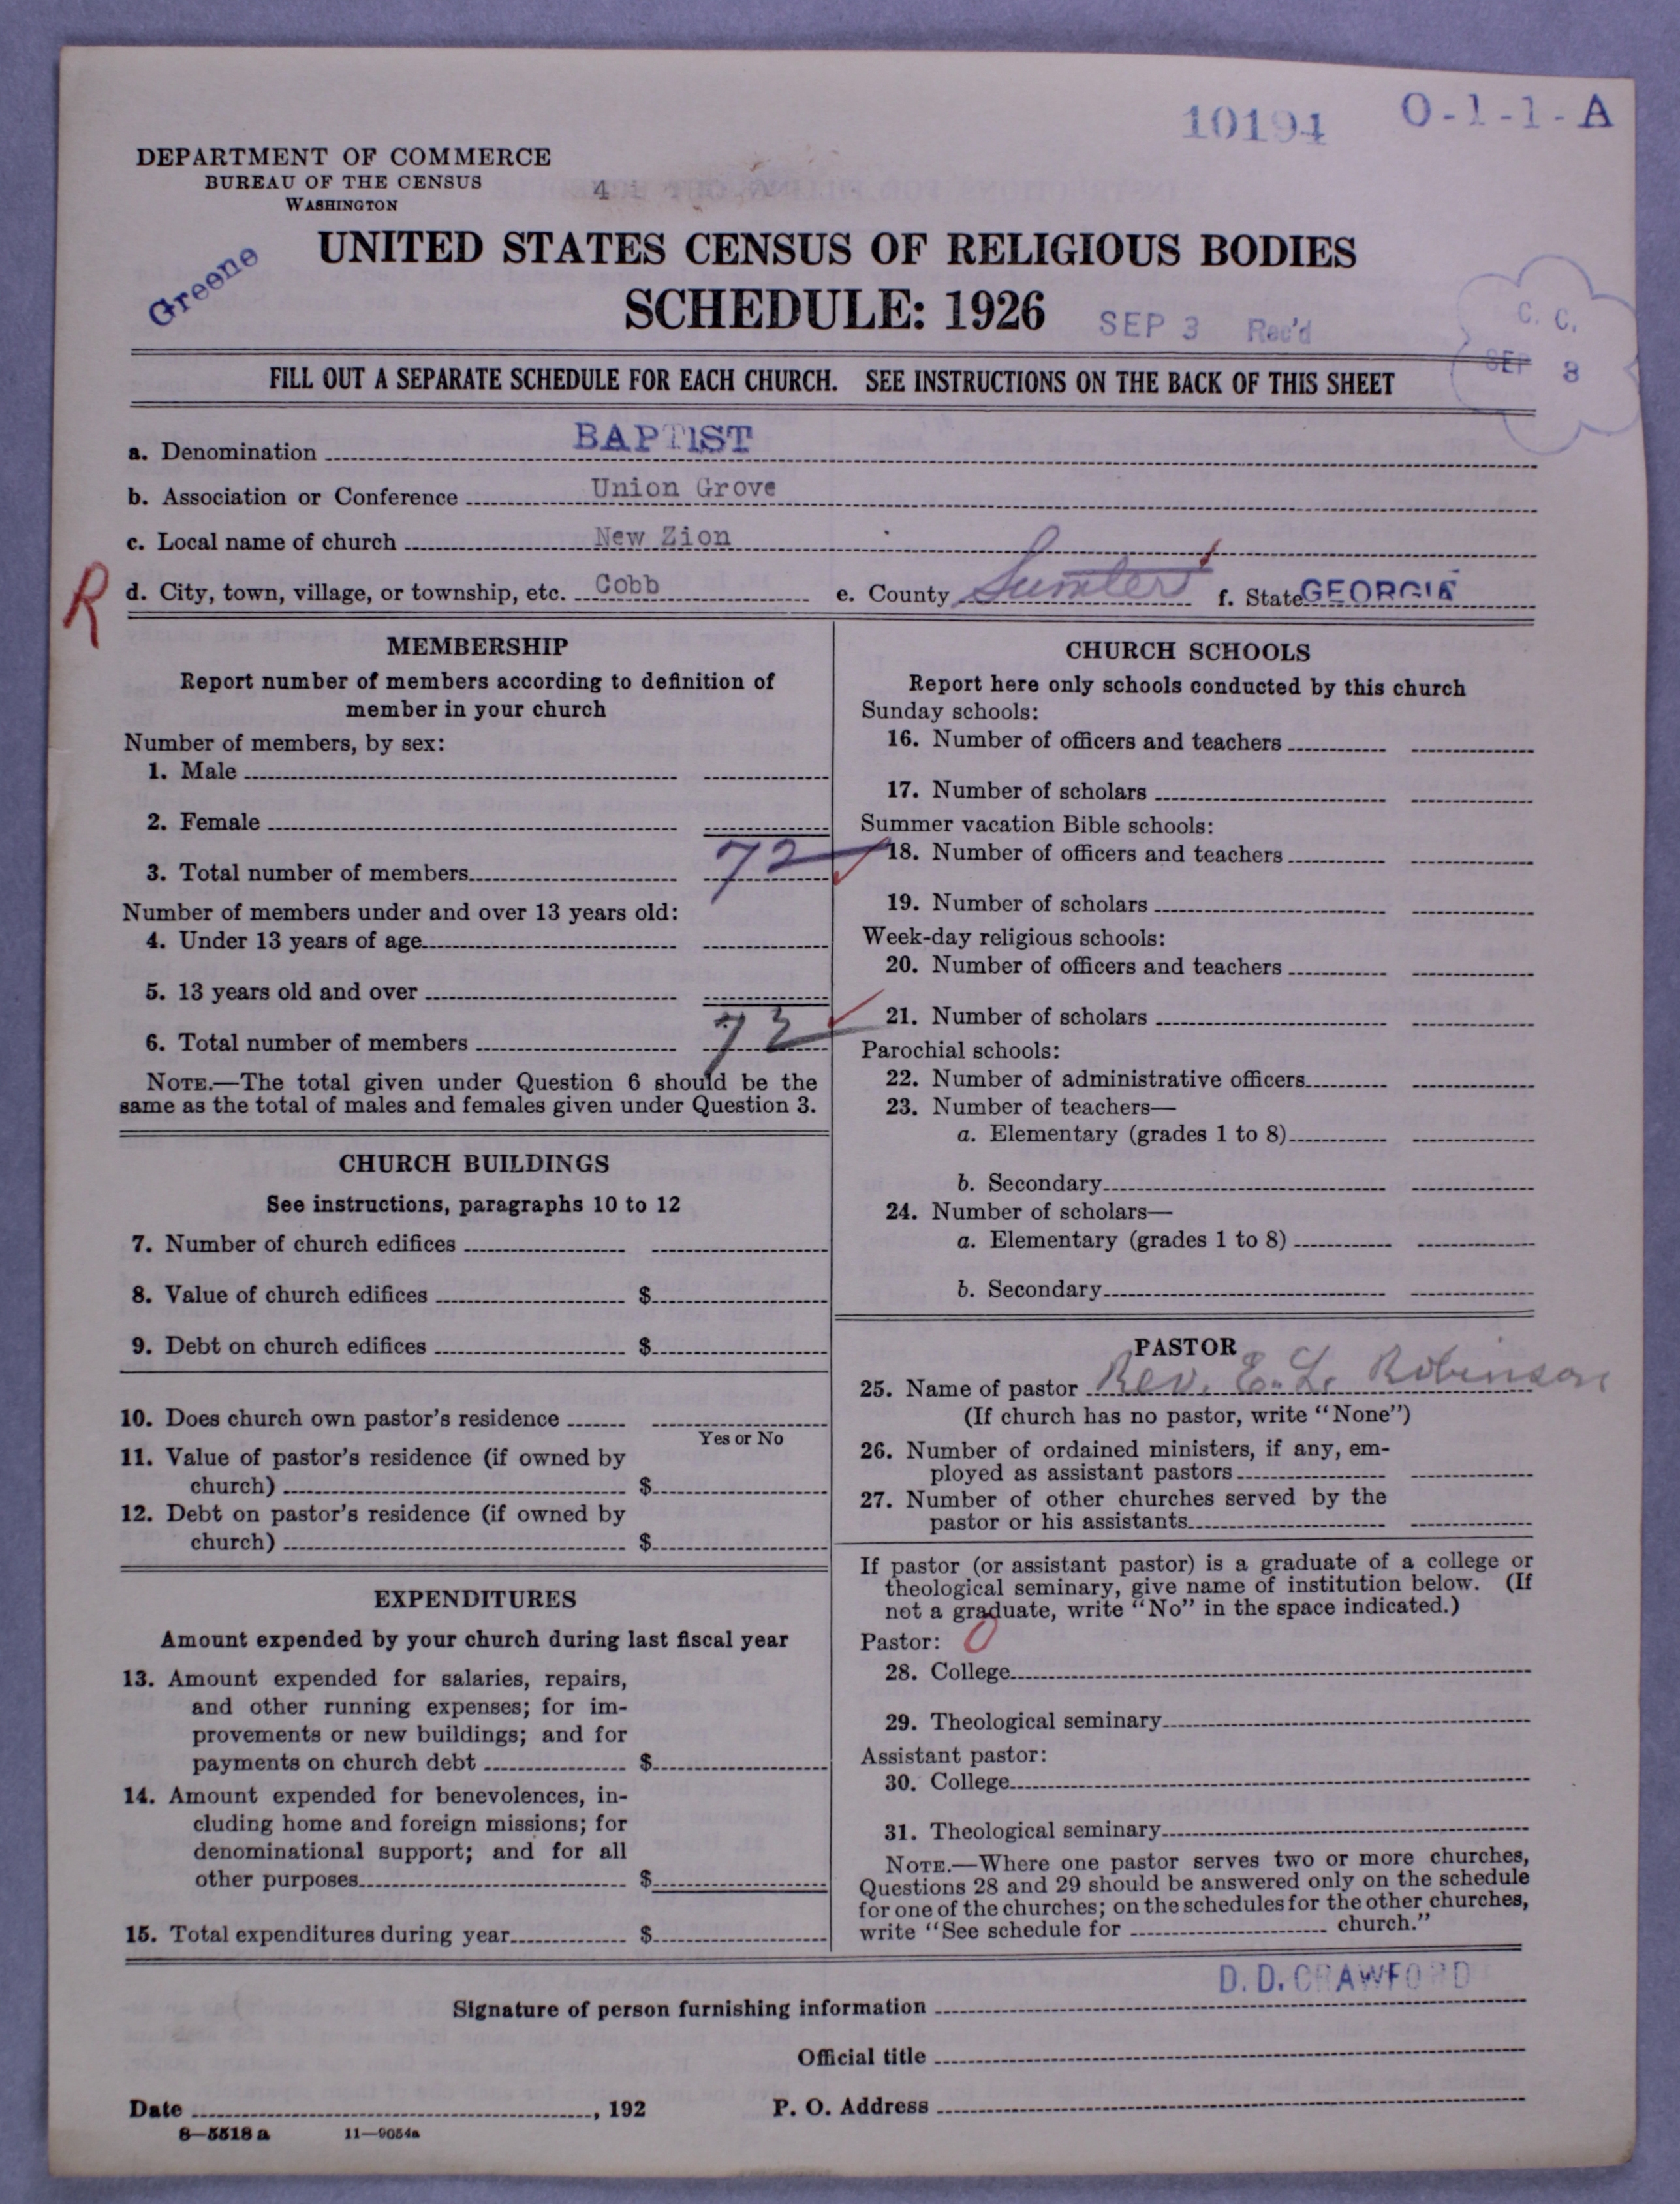 10194 O-1-1-A
DEPARTMENT OF COMMERCE
BUREAU OF THE CENSUS
WASHINGTON
4
Greene
UNITED STATES CENSUS OF RELIGIOUS BODIES
SCHEDULE: 1926
SEP 3 Rec'd
C. C.
SEP 3
FILL OUT A SEPARATE SCHEDULE FOR EACH CHURCH. SEE INSTRUCTIONS ON THE BACK OF THIS SHEET
a. Denomination BAPTIST
b. Association or Conference Union Grove
c. Local name of church New Zion
R
d. City, town, village, or township, etc. Cobb e. County Sumter f. State GEORGIA
MEMBERSHIP
Report number of members according to definition of
member in your church
Number of members, by sex:
1. Male
2. Female
3. Total number of members 72
Number of members under and over 13 years old:
4. Under 13 years of age
5. 13 years old and over
6. Total number of members 72
NOTE.—The total given under Question 6 should be the
same as the total of males and females given under Question 3.
CHURCH BUILDINGS
See instructions, paragraphs 10 to 12
7. Number of church edifices
8. Value of church edifices $
9. Debt on church edifices $
10. Does church own pastor's residence
Yes or No
11. Value of pastor's residence (if owned by
church) $
12. Debt on pastor's residence (if owned by
church) $
EXPENDITURES
Amount expended by your church during last fiscal year
13. Amount expended for salaries, repairs,
and other running expenses; for im-
provements or new buildings; and for
payments on church debt $
14. Amount expended for benevolences, in-
cluding home and foreign missions; for
denominational support; and for all
other purposes $
15. Total expenditures during year $
CHURCH SCHOOLS
Report here only schools conducted by this church
Sunday schools:
16. Number of officers and teachers
17. Number of scholars
Summer vacation Bible schools:
18. Number of officers and teachers
19. Number of scholars
Week-day religious schools:
20. Number of officers and teachers
21. Number of scholars
Parochial schools:
22. Number of administrative officers
23. Number of teachers—
a. Elementary (grades 1 to 8)
b. Secondary
24. Number of scholars—
a. Elementary (grades 1 to 8)
b. Secondary
PASTOR
25. Name of pastor Rev. E. L. Robinson
(If church has no pastor, write "None")
26. Number of ordained ministers, if any, em-
ployed as assistant pastors
27. Number of other churches served by the
pastor or his assistants
If pastor (or assistant pastor) is a graduate of a college or
theological seminary, give name of institution below. (If
not a graduate, write "No" in the space indicated.)
Pastor: 0
28. College
29. Theological seminary
Assistant pastor:
30. College
31. Theological seminary
NOTE.—Where one pastor serves two or more churches,
Questions 28 and 29 should be answered only on the schedule
for one of the churches; on the schedules for the other churches,
write "See schedule for church."
D. D. CRAWFORD
Signature of person furnishing information
Official title
Date , 192 P. O. Address
8—5518 a 11—9054a